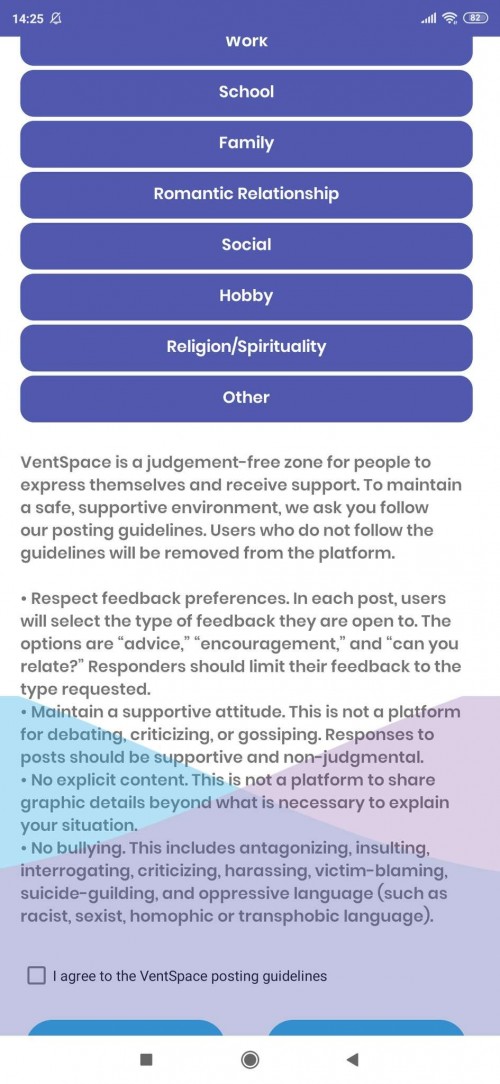 14:25
82
Work
School
Family
Romantic Relationship
Social
Hobby
Religion/Spirituality
Other
VentSpace is a judgement-free zone for people to
express themselves and receive support. To maintain
a safe, supportive environment, we ask you follow
our posting guidelines. Users who do not follow the
guidelines will be removed from the platform.
• Respect feedback preferences. In each post, users
will select the type of feedback they are open to. The
options are “advice,” “encouragement,” and “can you
relate?” Responders should limit their feedback to the
type requested.
• Maintain a supportive attitude. This is not a platform
for debating, criticizing, or gossiping. Responses to
posts should be supportive and non-judgmental.
• No explicit content. This is not a platform to share
graphic details beyond what is necessary to explain
your situation.
• No bullying. This includes antagonizing, insulting,
interrogating, criticizing, harassing, victim-blaming,
suicide-guilding, and oppressive language (such as
racist, sexist, homophic or transphobic language).
I agree to the VentSpace posting guidelines